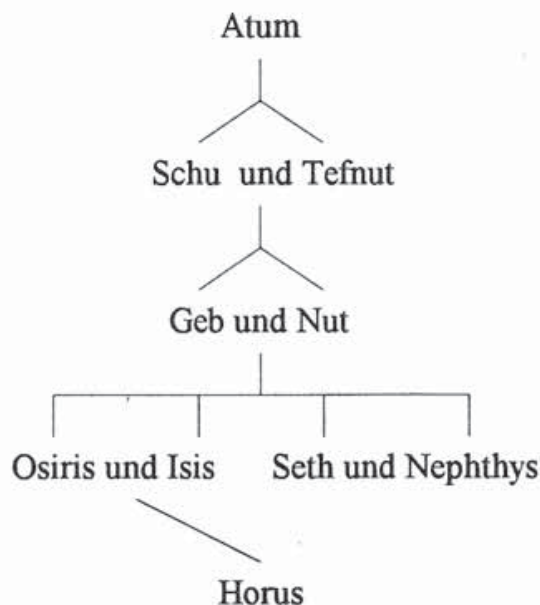 Atum
Schu und Tefnut
Geb und Nut
Osiris und Isis Seth und Nephthys
Horus